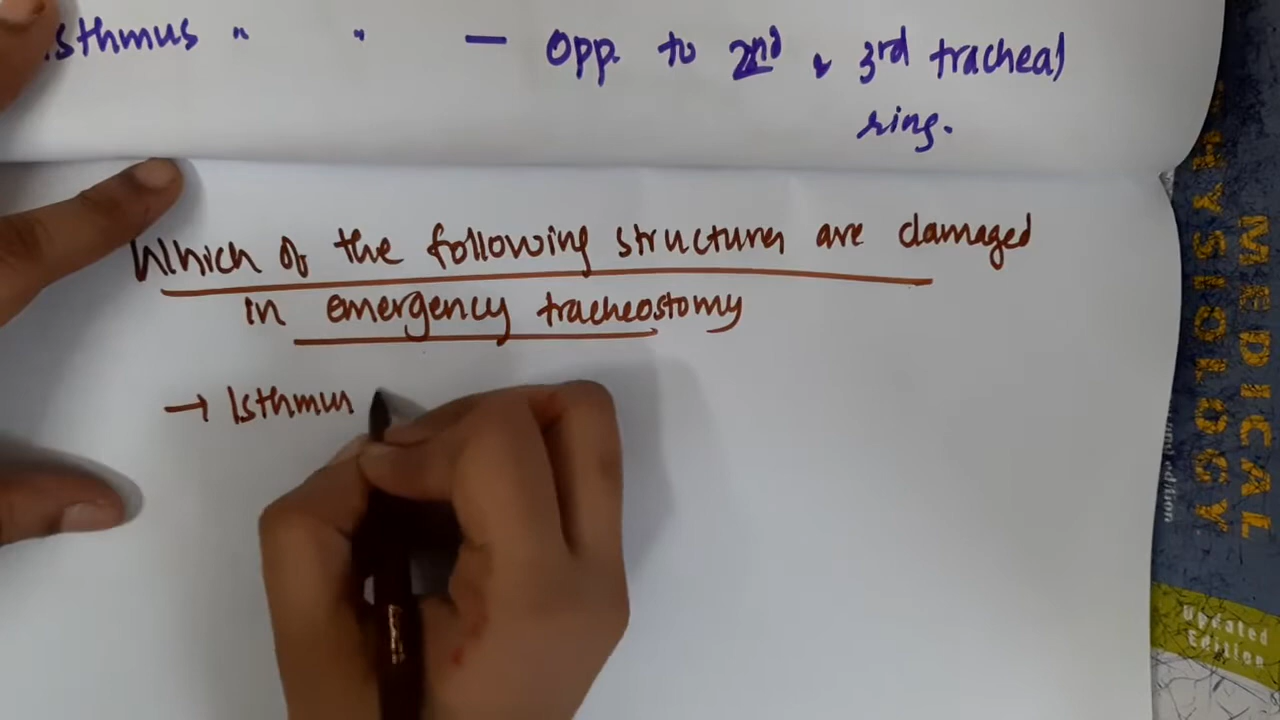 Isthmus " " — opp. to 2nd & 3rd tracheal
ring.
Which of the following structures are damaged
in emergency tracheostomy
→ Isthmus
MEDICAL
PHYSIOLOGY
Updated
Edition